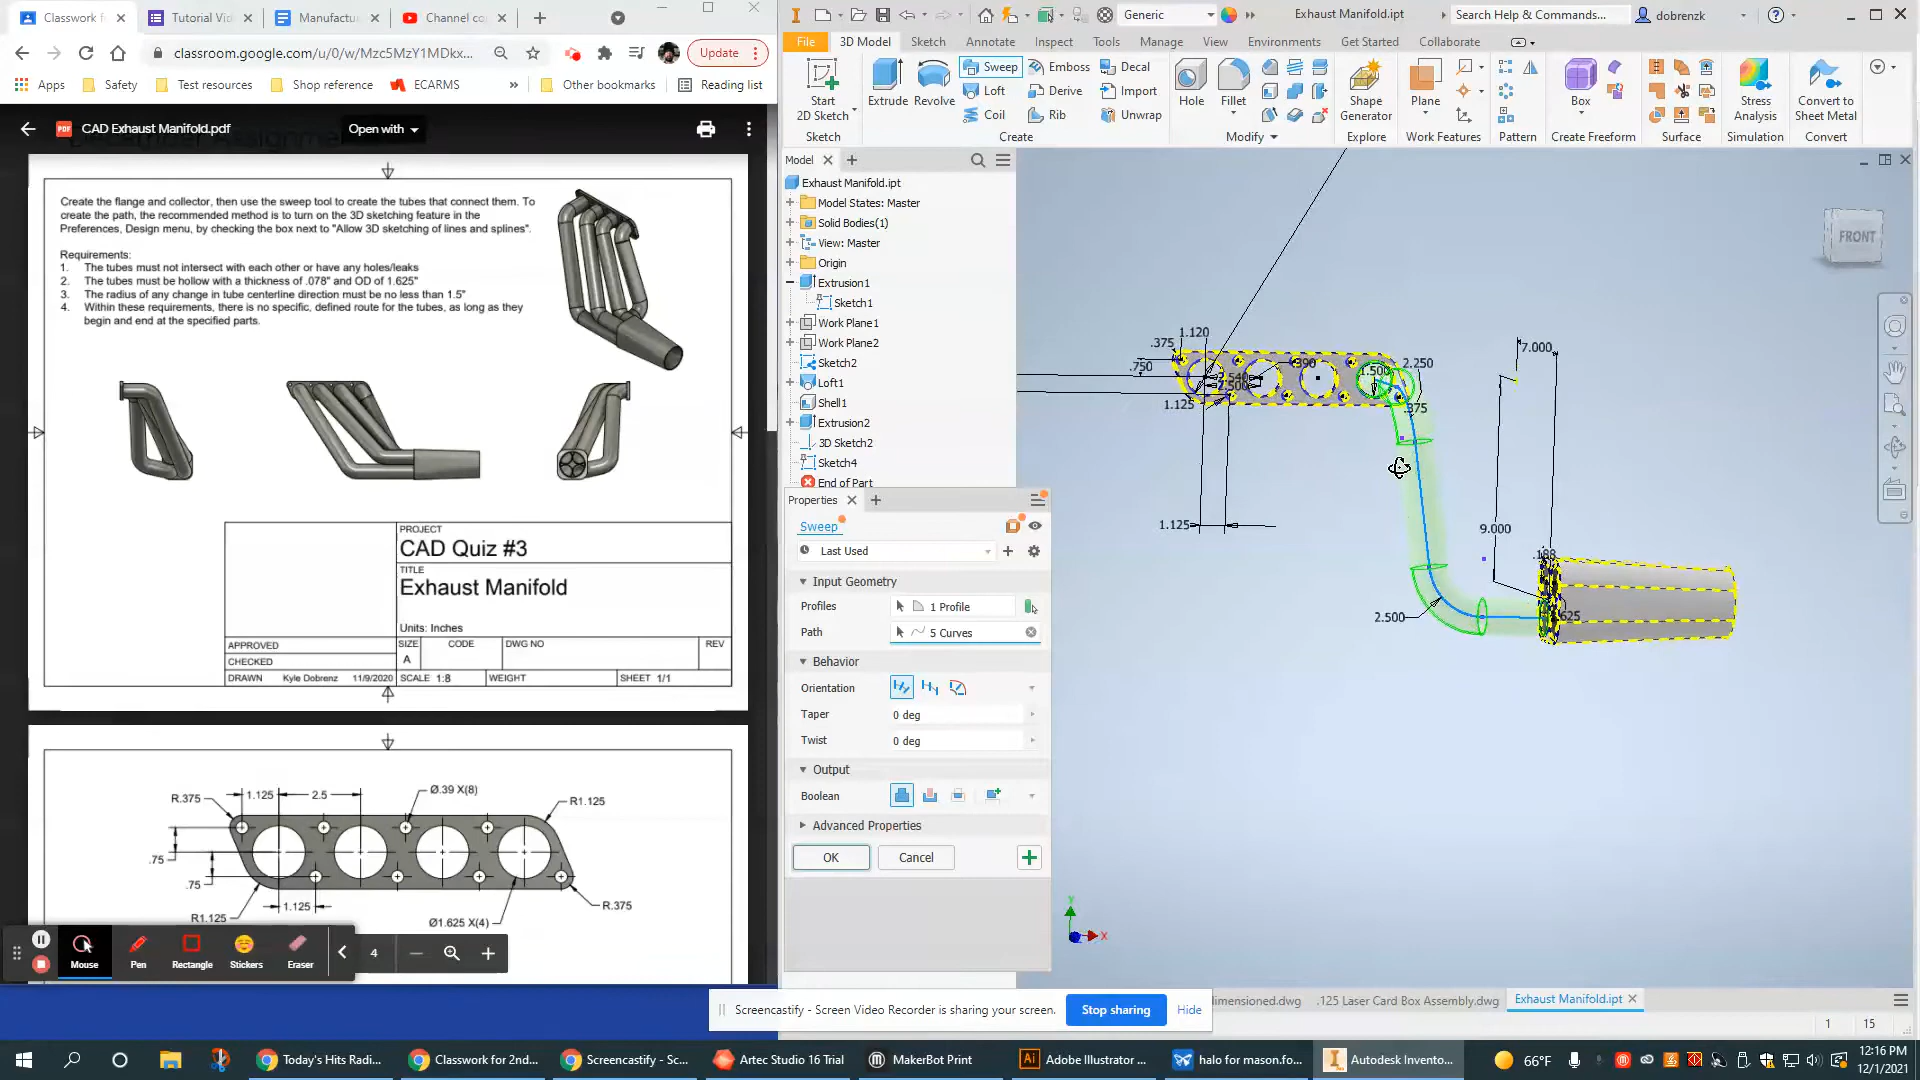 Classwork f
Tutorial Vi
Manufactu
Channel co
classroom.google.com/u/0/w/Mzc5MzY1MDkx...
Update
Apps
Safety
Test resources
Shop reference
ECARMS
»
Other bookmarks
Reading list
CAD Exhaust Manifold.pdf
Open with
Create the flange and collector, then use the sweep tool to create the tubes that connect them. To
create the path, the recommended method is to turn on the 3D sketching feature in the
Preferences, Design menu, by checking the box next to "Allow 3D sketching of lines and splines".
Requirements:
1. The tubes must not intersect with each other or have any holes/leaks
2. The tubes must be hollow with a thickness of .078" and OD of 1.625"
3. The radius of any change in tube centerline direction must be no less than 1.5"
4. Within these requirements, there is no specific, defined route for the tubes, as long as they
begin and end at the specified parts.
PROJECT
CAD Quiz #3
TITLE
Exhaust Manifold
Units: Inches
APPROVED
CHECKED
SIZE
A
CODE
DWG NO
REV
DRAWN
Kyle Dobrenz
11/9/2020
SCALE 1:8
WEIGHT
SHEET 1/1
R.375
1.125
2.5
Ø.39 X(8)
R1.125
.75
.75
R1.125
1.125
Ø1.625 X(4)
R.375
Mouse
Pen
Rectangle
Stickers
Eraser
4
Generic
Exhaust Manifold.ipt
Search Help & Commands...
dobrenzk
File
3D Model
Sketch
Annotate
Inspect
Tools
Manage
View
Environments
Get Started
Collaborate
Start
2D Sketch
Extrude
Revolve
Sweep
Loft
Coil
Emboss
Derive
Rib
Decal
Import
Unwrap
Hole
Fillet
Shape
Generator
Plane
Box
Stress
Analysis
Convert to
Sheet Metal
Sketch
Create
Modify
Explore
Work Features
Pattern
Create Freeform
Surface
Simulation
Convert
Model
Exhaust Manifold.ipt
Model States: Master
Solid Bodies(1)
View: Master
Origin
Extrusion1
Sketch1
Work Plane1
Work Plane2
Sketch2
Loft1
Shell1
Extrusion2
3D Sketch2
Sketch4
End of Part
Properties
Sweep
Last Used
Input Geometry
Profiles
1 Profile
Path
5 Curves
Behavior
Orientation
Taper
0 deg
Twist
0 deg
Output
Boolean
Advanced Properties
OK
Cancel
FRONT
1.120
.375
.750
1.125
.390
1.500
2.250
.375
7.000
9.000
.188
1.125
2.500
Y
X
Screencastify - Screen Video Recorder is sharing your screen.
Stop sharing
Hide
dimensioned.dwg
.125 Laser Card Box Assembly.dwg
Exhaust Manifold.ipt
1
15
Today's Hits Radi...
Classwork for 2nd...
Screencastify - Sc...
Artec Studio 16 Trial
MakerBot Print
Adobe Illustrator ...
halo for mason.fo...
Autodesk Invento...
66°F
12:16 PM
12/1/2021